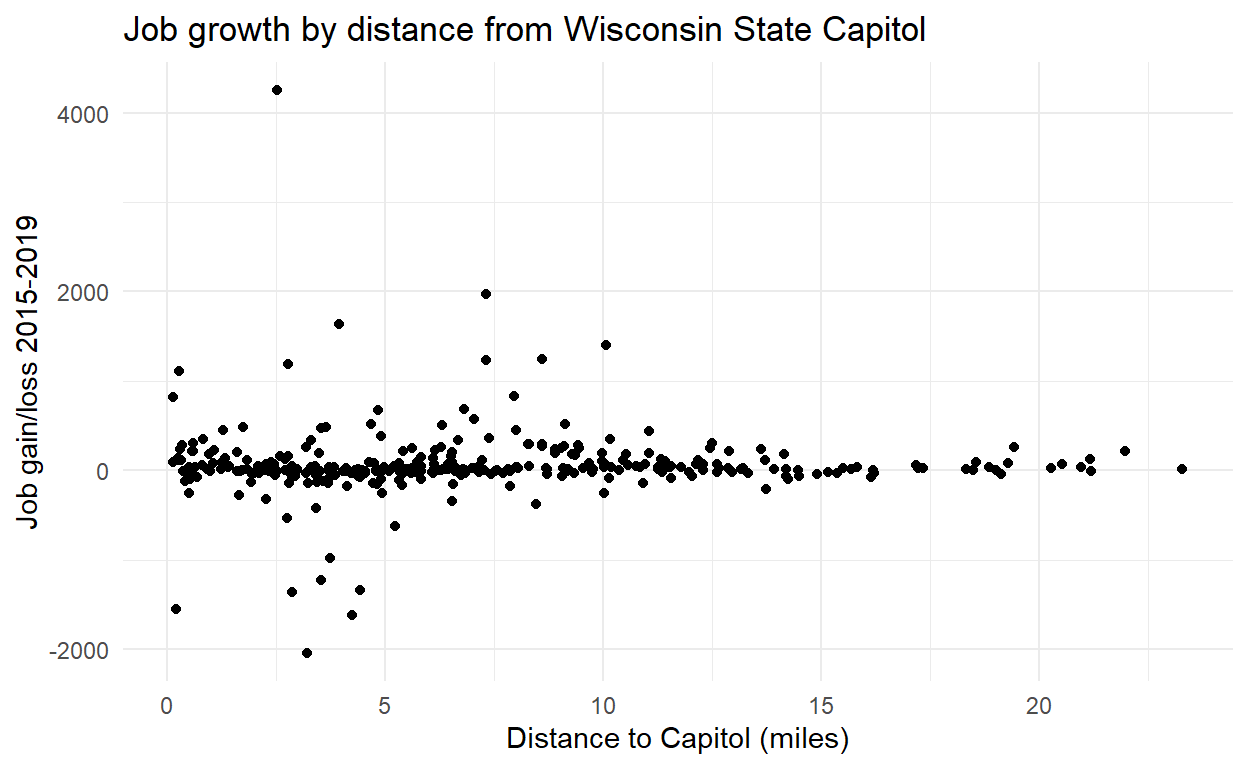 Job growth by distance from Wisconsin State Capitol
Job gain/loss 2015-2019
4000
2000
0
-2000
0 5 10 15 20
Distance to Capitol (miles)